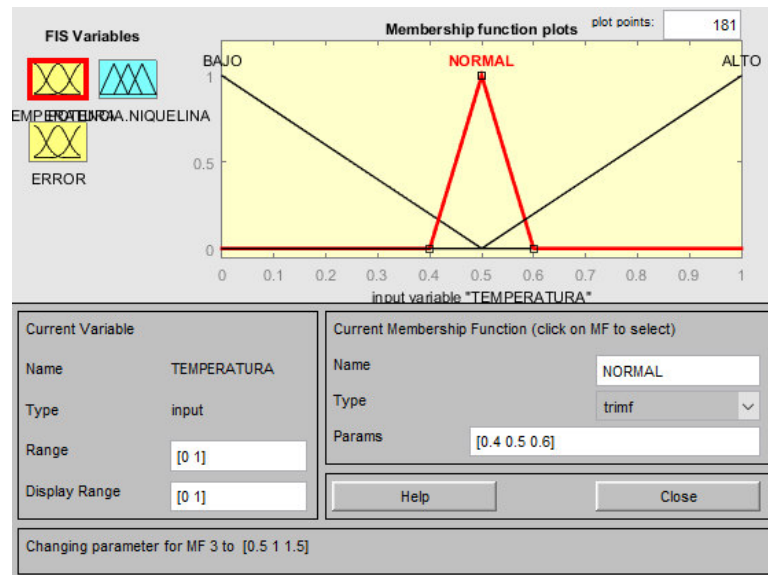 FIS Variables
Membership function plots
plot points:
181
BAJO
NORMAL
ALTO
1
POTENCIA.NIQUELINA
ERROR
0.5
0
0 0.1 0.2 0.3 0.4 0.5 0.6 0.7 0.8 0.9 1
input variable "TEMPERATURA"
Current Variable
Name TEMPERATURA
Type input
Range [0 1]
Display Range [0 1]
Current Membership Function (click on MF to select)
Name NORMAL
Type trimf
Params [0.4 0.5 0.6]
Help Close
Changing parameter for MF 3 to [0.5 1 1.5]